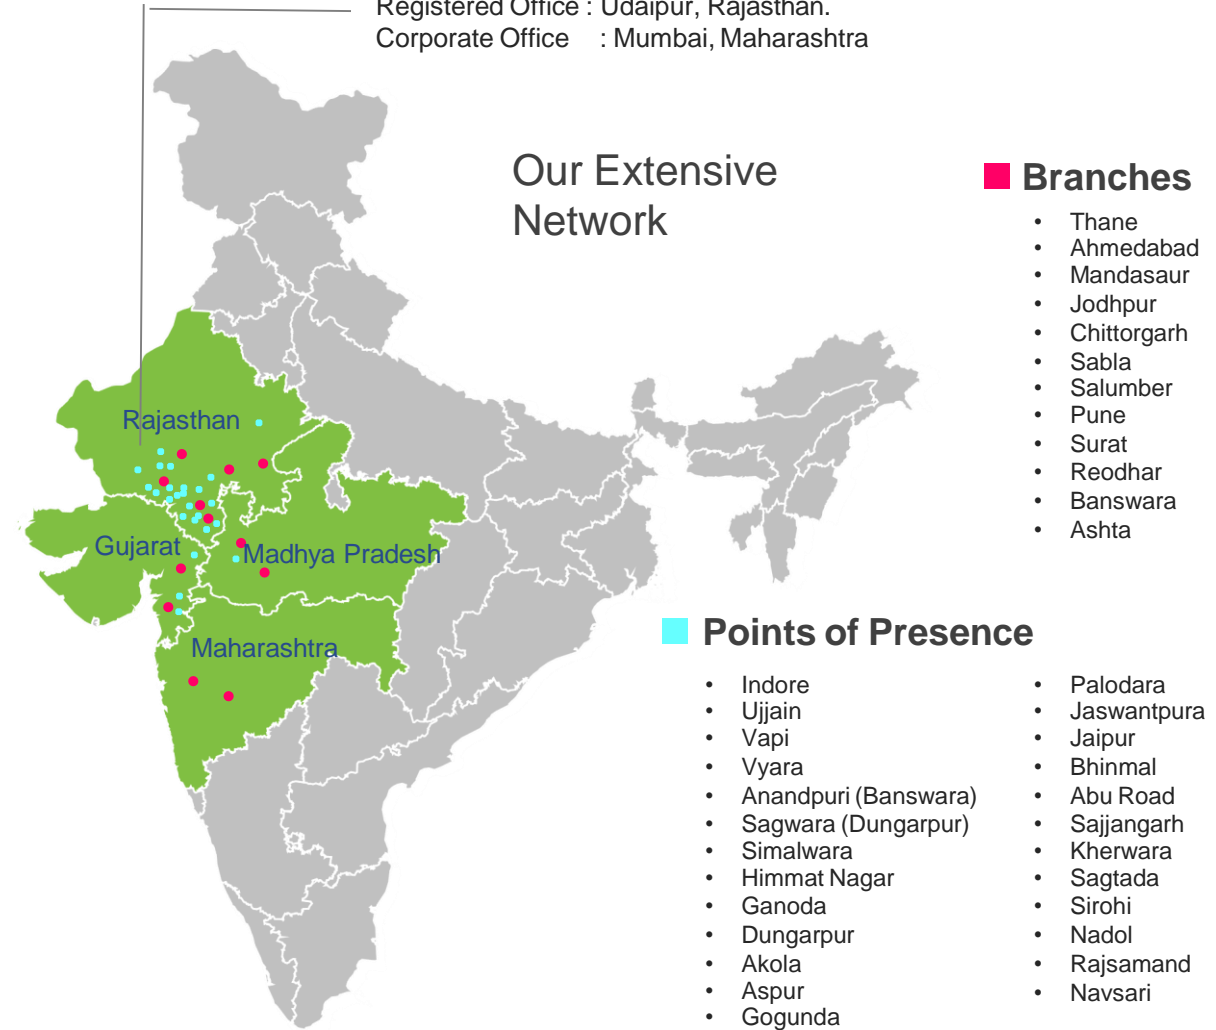 Registered Office : Udaipur, Rajasthan.
Corporate Office : Mumbai, Maharashtra
Our Extensive
Network
Branches
• Thane
• Ahmedabad
• Mandasaur
• Jodhpur
• Chittorgarh
• Sabla
• Salumber
• Pune
• Surat
• Reodhar
• Banswara
• Ashta
Rajasthan
Gujarat
Madhya Pradesh
Maharashtra
Points of Presence
• Indore
• Ujjain
• Vapi
• Vyara
• Anandpuri (Banswara)
• Sagwara (Dungarpur)
• Simalwara
• Himmat Nagar
• Ganoda
• Dungarpur
• Akola
• Aspur
• Gogunda
• Palodara
• Jaswantpura
• Jaipur
• Bhinmal
• Abu Road
• Sajjangarh
• Kherwara
• Sagtada
• Sirohi
• Nadol
• Rajsamand
• Navsari